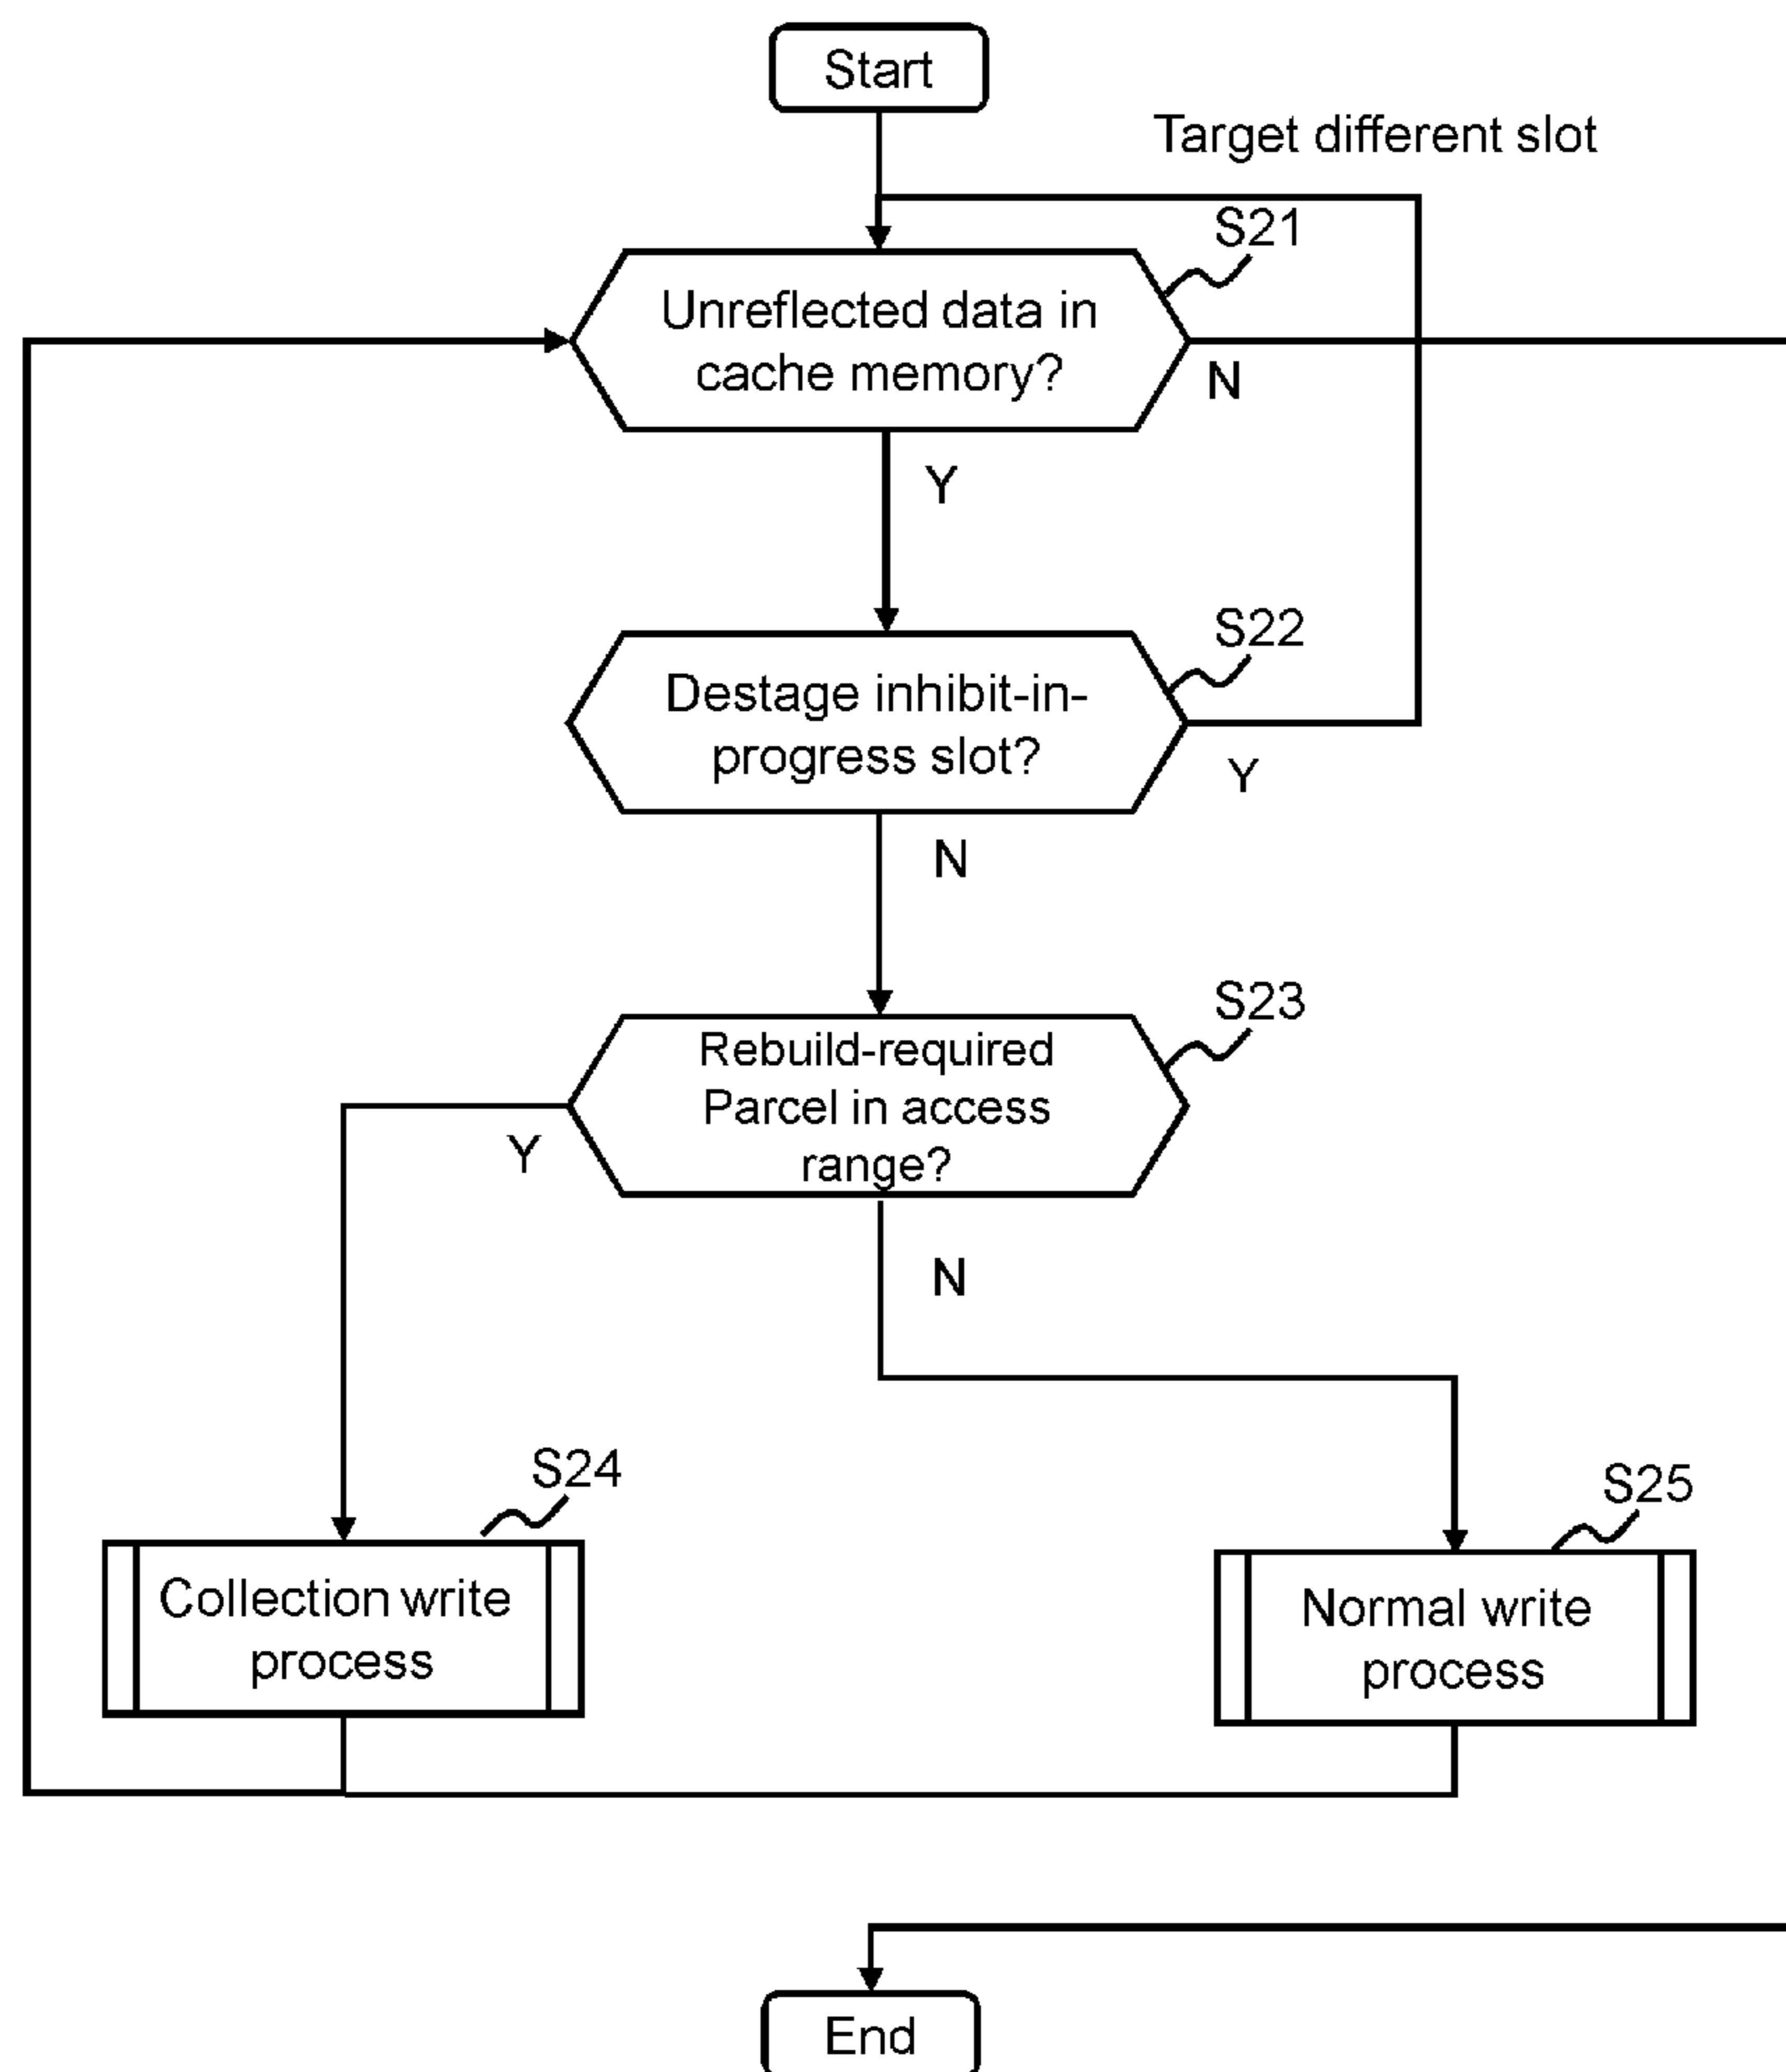 Start
Target different slot
S21
Unreflected data in
cache memory?
N
Y
S22
Destage inhibit-in-
progress slot?
Y
N
S23
Rebuild-required
Parcel in access
range?
Y
N
S24
S25
Collection write
process
Normal write
process
End